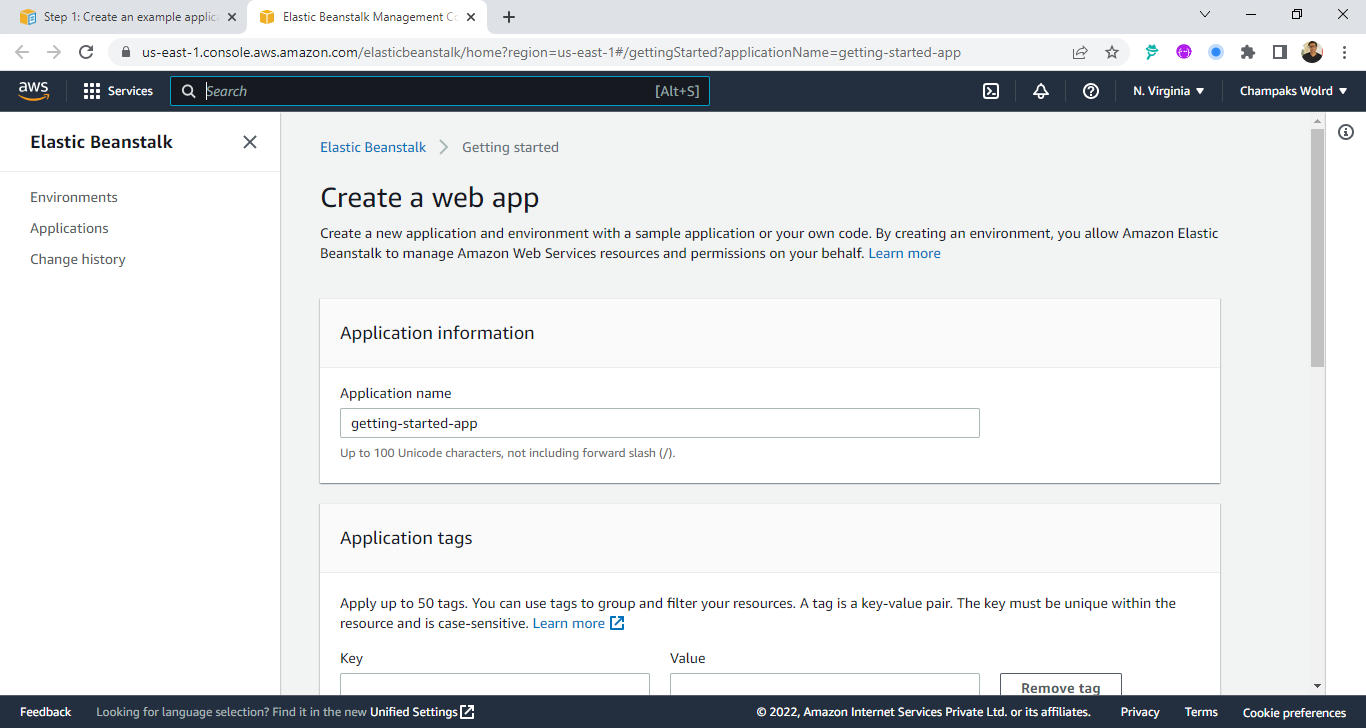 Step 1: Create an example applic
Elastic Beanstalk Management Co
us-east-1.console.aws.amazon.com/elasticbeanstalk/home?region=us-east-1#/gettingStarted?applicationName=getting-started-app
aws
Services
Search
[Alt+S]
N. Virginia
Champaks Wolrd
Elastic Beanstalk
Environments
Applications
Change history
Elastic Beanstalk
Getting started
Create a web app
Create a new application and environment with a sample application or your own code. By creating an environment, you allow Amazon Elastic
Beanstalk to manage Amazon Web Services resources and permissions on your behalf. Learn more
Application information
Application name
getting-started-app
Up to 100 Unicode characters, not including forward slash (/).
Application tags
Apply up to 50 tags. You can use tags to group and filter your resources. A tag is a key-value pair. The key must be unique within the
resource and is case-sensitive. Learn more
Key
Value
Remove tag
Feedback
Looking for language selection? Find it in the new Unified Settings
© 2022, Amazon Internet Services Private Ltd. or its affiliates.
Privacy
Terms
Cookie preferences